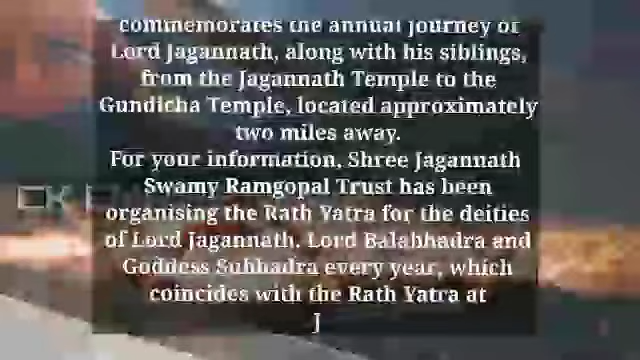 commemorates the annual journey of
Lord Jagannath, along with his siblings,
from the Jagannath Temple to the
Gundicha Temple, located approximately
two miles away.
For your information, Shree Jagannath
Swamy Ramgopal Trust has been
organising the Rath Yatra for the deities
of Lord Jagannath, Lord Balabhadra and
Goddess Subhadra every year, which
coincides with the Rath Yatra at
J